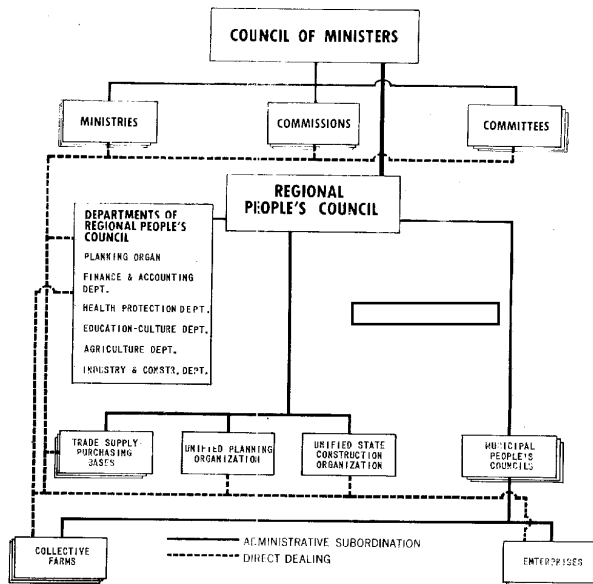 COUNCIL OF MINISTERS
MINISTRIES
COMMISSIONS
COMMITTEES
REGIONAL
PEOPLE'S COUNCIL
DEPARTMENTS OF
REGIONAL PEOPLE'S
COUNCIL
PLANNING ORGAN
FINANCE & ACCOUNTING
DEPT.
HEALTH PROTECTION DEPT.
EDUCATION-CULTURE DEPT.
AGRICULTURE DEPT.
INDUSTRY & CONSTR. DEPT.
TRADE SUPPLY-
PURCHASING
BASES
UNIFIED PLANNING
ORGANIZATION
UNIFIED STATE
CONSTRUCTION
ORGANIZATION
MUNICIPAL
PEOPLE'S
COUNCILS
COLLECTIVE
FARMS
ADMINISTRATIVE SUBORDINATION
DIRECT DEALING
ENTERPRISES